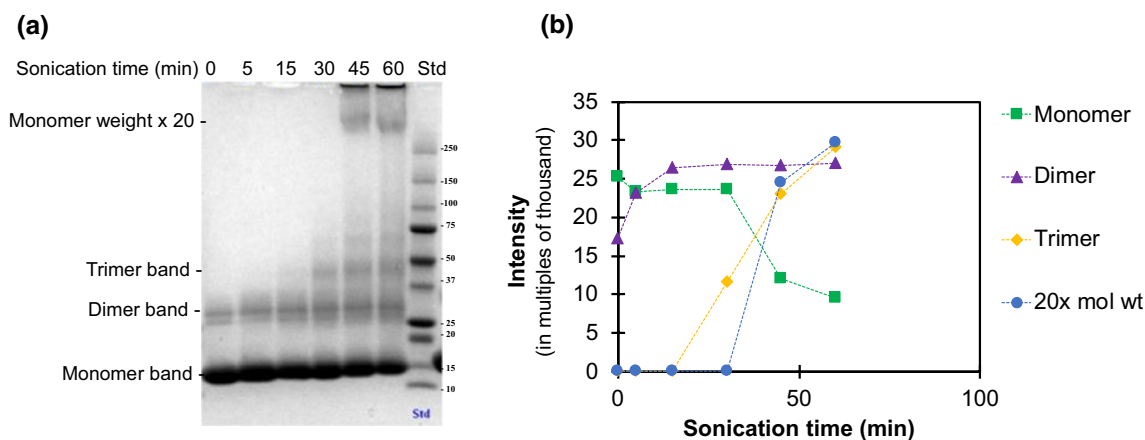 (a)
Sonication time (min) 0 5 15 30 45 60 Std
Monomer weight x 20 -
Trimer band -
Dimer band -
Monomer band -
-250
-150
-100
-75
-50
-37
-25
-20
-15
-10
Std
(b)
35
30
25
20
15
10
5
0
Intensity
(in multiples of thousand)
0 50 100
Sonication time (min)
Monomer
Dimer
Trimer
20x mol wt